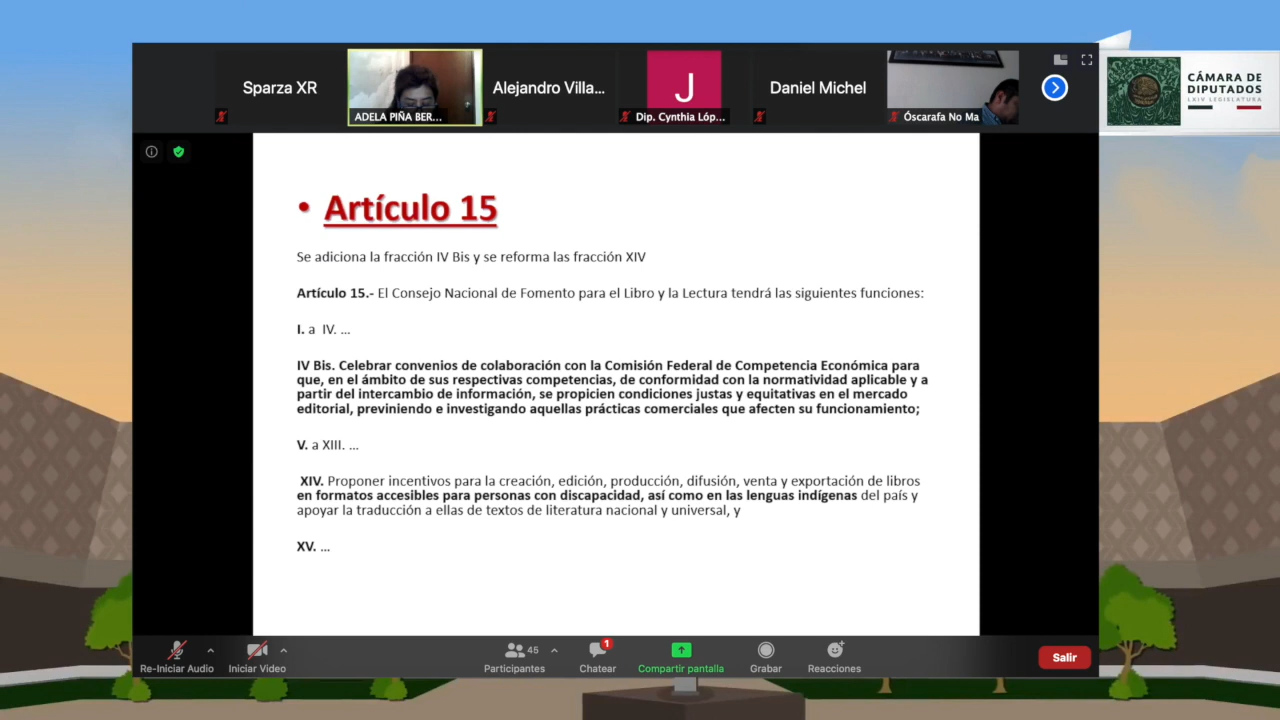 Sparza XR
ADELA PIÑA BER...
Alejandro Villa...
J
Dip. Cynthia Lóp...
Daniel Michel
Óscarafa No Ma
CÁMARA DE
DIPUTADOS
LXIV LEGISLATURA
• Artículo 15
Se adiciona la fracción IV Bis y se reforma las fracción XIV
Artículo 15.- El Consejo Nacional de Fomento para el Libro y la Lectura tendrá las siguientes funciones:
I. a IV. ...
IV Bis. Celebrar convenios de colaboración con la Comisión Federal de Competencia Económica para
que, en el ámbito de sus respectivas competencias, de conformidad con la normatividad aplicable y a
partir del intercambio de información, se propicien condiciones justas y equitativas en el mercado
editorial, previniendo e investigando aquellas prácticas comerciales que afecten su funcionamiento;
V. a XIII. ...
XIV. Proponer incentivos para la creación, edición, producción, difusión, venta y exportación de libros
en formatos accesibles para personas con discapacidad, así como en las lenguas indígenas del país y
apoyar la traducción a ellas de textos de literatura nacional y universal, y
XV. ...
Re-Iniciar Audio
Iniciar Video
45
Participantes
1
Chatear
Compartir pantalla
Grabar
Reacciones
Salir